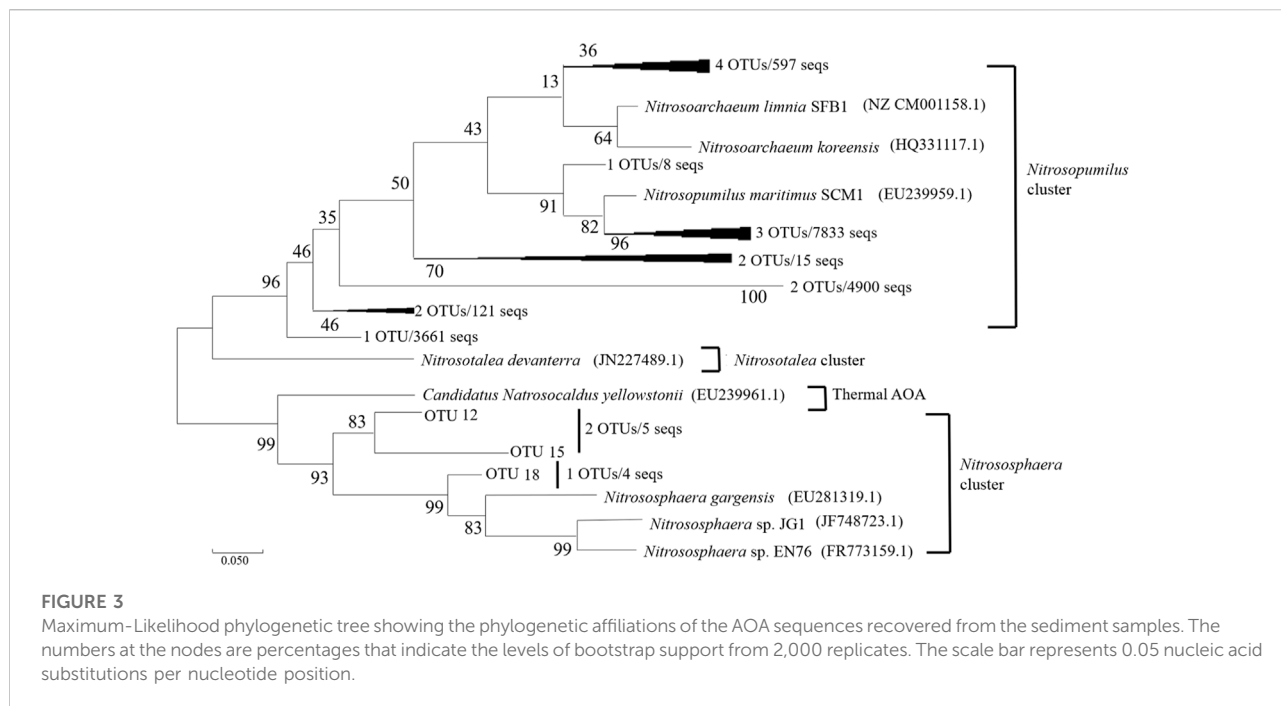 36
4 OTUs/597 seqs
13
Nitrosoarchaeum limnia SFB1 (NZ CM001158.1)
43
64
Nitrosoarchaeum koreensis (HQ331117.1)
1 OTUs/8 seqs
Nitrosopumilus
cluster
50
91
Nitrosopumilus maritimus SCM1 (EU239959.1)
82
35
96
3 OTUs/7833 seqs
46
70
2 OTUs/15 seqs
96
100
2 OTUs/4900 seqs
2 OTUs/121 seqs
46
1 OTU/3661 seqs
Nitrosotalea devanterra (JN227489.1)
Nitrosotalea cluster
Candidatus Natrosocaldus yellowstonii (EU239961.1)
Thermal AOA
83
OTU 12
2 OTUs/5 seqs
99
OTU 15
93
OTU 18
1 OTUs/4 seqs
Nitrososphaera
cluster
99
Nitrososphaera gargensis (EU281319.1)
83
Nitrososphaera sp. JG1 (JF748723.1)
99
Nitrososphaera sp. EN76 (FR773159.1)
0.050
FIGURE 3
Maximum-Likelihood phylogenetic tree showing the phylogenetic affiliations of the AOA sequences recovered from the sediment samples. The
numbers at the nodes are percentages that indicate the levels of bootstrap support from 2,000 replicates. The scale bar represents 0.05 nucleic acid
substitutions per nucleotide position.